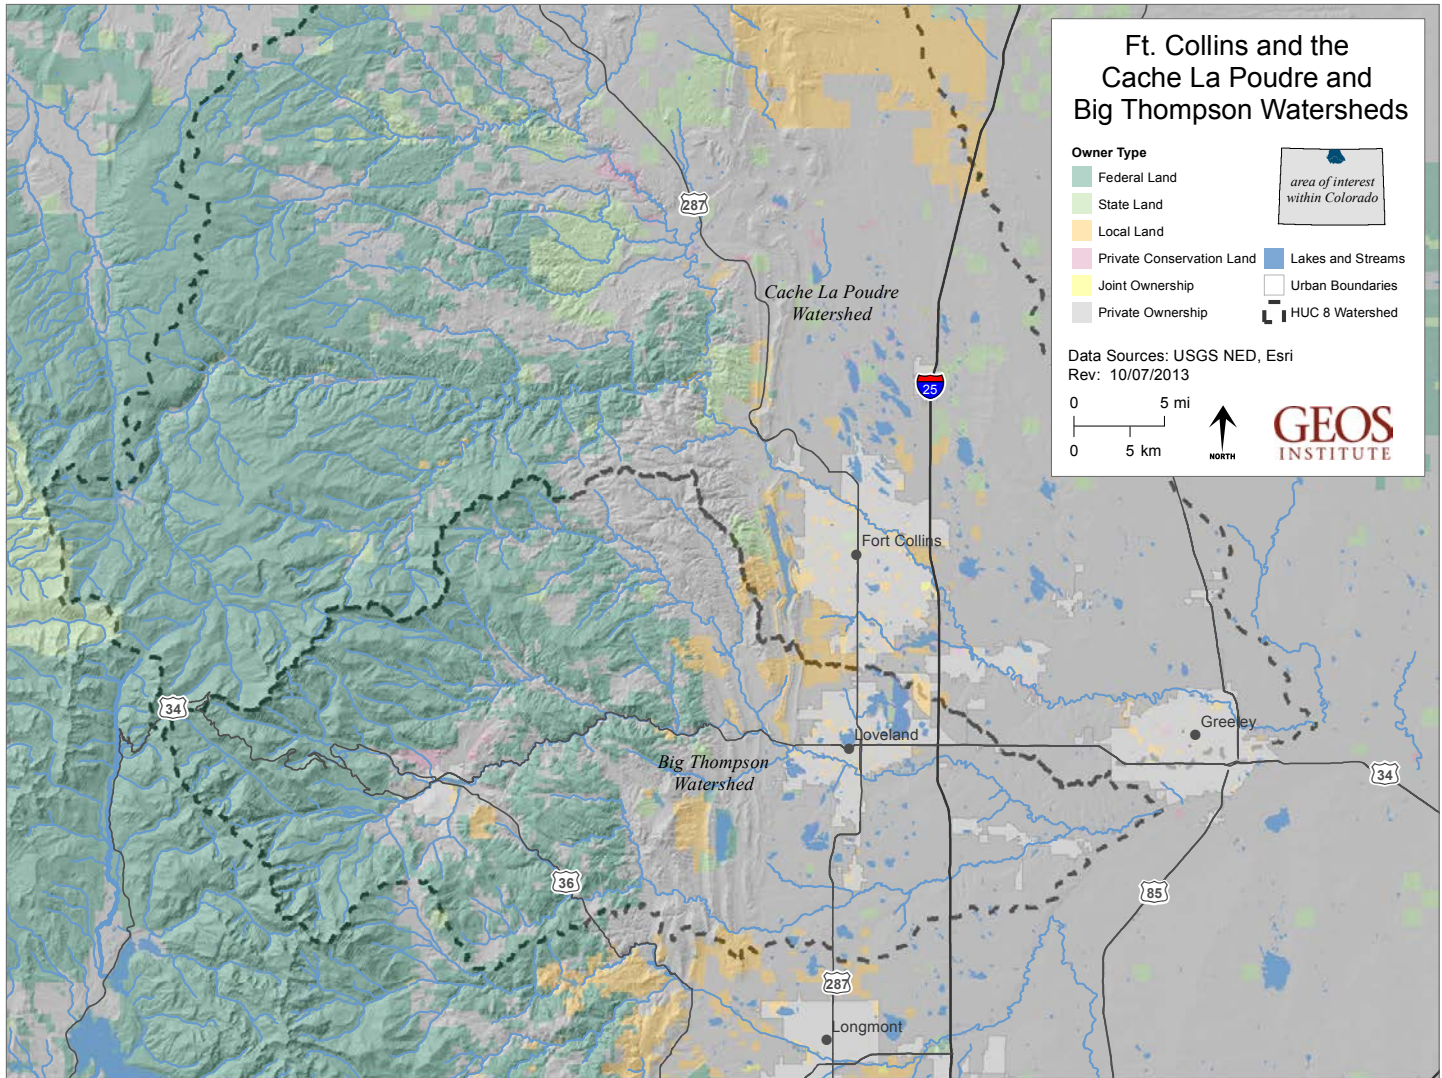 Ft. Collins and the
Cache La Poudre and
Big Thompson Watersheds
Owner Type
Federal Land
State Land
Local Land
Private Conservation Land
Joint Ownership
Private Ownership
area of interest
within Colorado
Lakes and Streams
Urban Boundaries
HUC 8 Watershed
Data Sources: USGS NED, Esri
Rev: 10/07/2013
0 5 mi
0 5 km
NORTH
GEOS
INSTITUTE
287
Cache La Poudre
Watershed
25
Fort Collins
34
Greeley
Loveland
Big Thompson
Watershed
34
36
85
287
Longmont